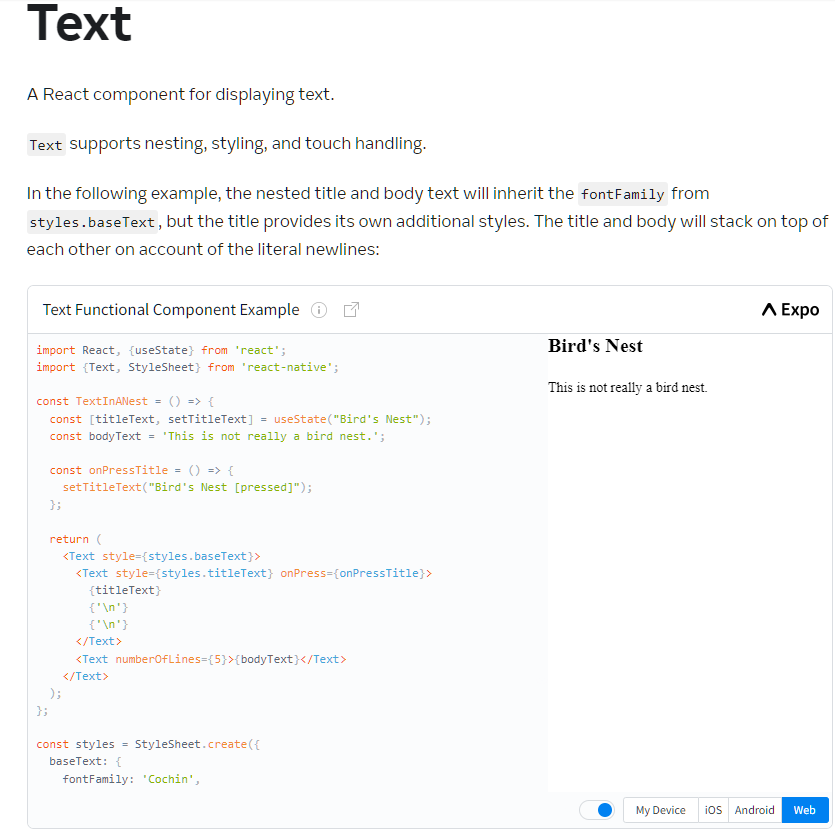 Text
A React component for displaying text.
Text supports nesting, styling, and touch handling.
In the following example, the nested title and body text will inherit the fontFamily from
styles.baseText, but the title provides its own additional styles. The title and body will stack on top of
each other on account of the literal newlines:
Text Functional Component Example
Expo
import React, {useState} from 'react';
import {Text, StyleSheet} from 'react-native';

const TextInANest = () => {
  const [titleText, setTitleText] = useState("Bird's Nest");
  const bodyText = 'This is not really a bird nest.';

  const onPressTitle = () => {
    setTitleText("Bird's Nest [pressed]");
  };

  return (
    <Text style={styles.baseText}>
      <Text style={styles.titleText} onPress={onPressTitle}>
        {titleText}
        {'\n'}
        {'\n'}
      </Text>
      <Text numberOfLines={5}>{bodyText}</Text>
    </Text>
  );
};

const styles = StyleSheet.create({
  baseText: {
    fontFamily: 'Cochin',
Bird's Nest
This is not really a bird nest.
My Device iOS Android Web